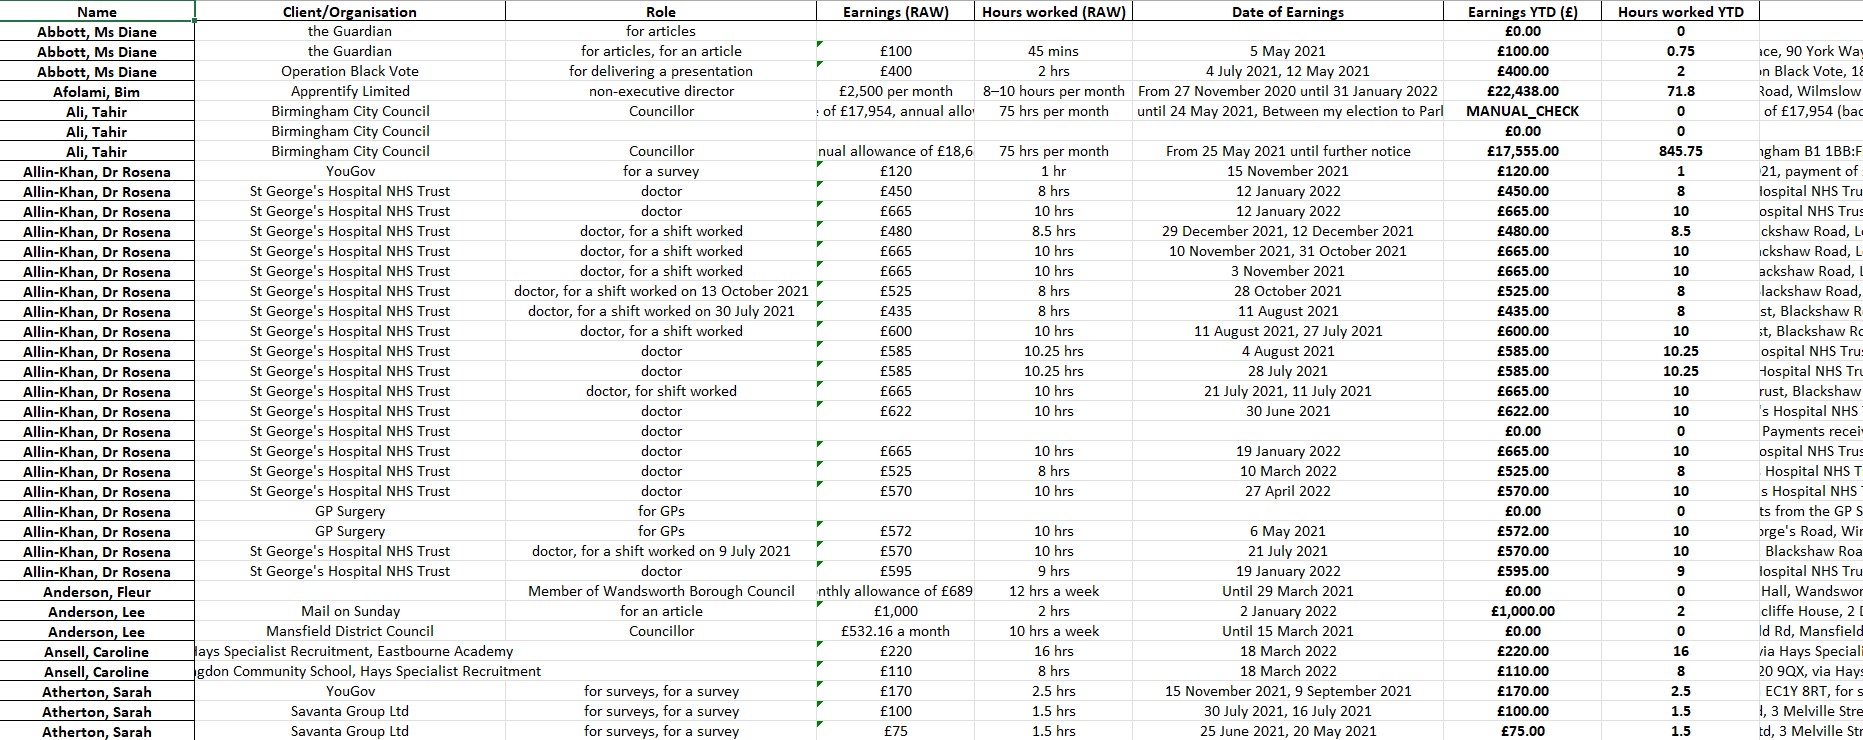 Name Client/Organisation Role Earnings (RAW) Hours worked (RAW) Date of Earnings Earnings YTD (£) Hours worked YTD
Abbott, Ms Diane the Guardian for articles £0.00 0
Abbott, Ms Diane the Guardian for articles, for an article £100 45 mins 5 May 2021 £100.00 0.75 ace, 90 York Way
Abbott, Ms Diane Operation Black Vote for delivering a presentation £400 2 hrs 4 July 2021, 12 May 2021 £400.00 2 n Black Vote, 18
Afolami, Bim Apprentify Limited non-executive director £2,500 per month 8–10 hours per month From 27 November 2020 until 31 January 2022 £22,438.00 71.8 Road, Wilmslow
Ali, Tahir Birmingham City Council Councillor e of £17,954, annual allo 75 hrs per month until 24 May 2021, Between my election to Parl MANUAL_CHECK 0 of £17,954 (bac
Ali, Tahir Birmingham City Council £0.00 0
Ali, Tahir Birmingham City Council Councillor nual allowance of £18,6 75 hrs per month From 25 May 2021 until further notice £17,555.00 845.75 ngham B1 1BB:F
Allin-Khan, Dr Rosena YouGov for a survey £120 1 hr 15 November 2021 £120.00 1 21, payment of
Allin-Khan, Dr Rosena St George's Hospital NHS Trust doctor £450 8 hrs 12 January 2022 £450.00 8 Hospital NHS Tru
Allin-Khan, Dr Rosena St George's Hospital NHS Trust doctor £665 10 hrs 12 January 2022 £665.00 10 ospital NHS Trus
Allin-Khan, Dr Rosena St George's Hospital NHS Trust doctor, for a shift worked £480 8.5 hrs 29 December 2021, 12 December 2021 £480.00 8.5 ckshaw Road, L
Allin-Khan, Dr Rosena St George's Hospital NHS Trust doctor, for a shift worked £665 10 hrs 10 November 2021, 31 October 2021 £665.00 10 ackshaw Road, L
Allin-Khan, Dr Rosena St George's Hospital NHS Trust doctor, for a shift worked £665 10 hrs 3 November 2021 £665.00 10 ackshaw Road, L
Allin-Khan, Dr Rosena St George's Hospital NHS Trust doctor, for a shift worked on 13 October 2021 £525 8 hrs 28 October 2021 £525.00 8 lackshaw Road,
Allin-Khan, Dr Rosena St George's Hospital NHS Trust doctor, for a shift worked on 30 July 2021 £435 8 hrs 11 August 2021 £435.00 8 st, Blackshaw R
Allin-Khan, Dr Rosena St George's Hospital NHS Trust doctor, for a shift worked £600 10 hrs 11 August 2021, 27 July 2021 £600.00 10 st, Blackshaw Ro
Allin-Khan, Dr Rosena St George's Hospital NHS Trust doctor £585 10.25 hrs 4 August 2021 £585.00 10.25 ospital NHS Trus
Allin-Khan, Dr Rosena St George's Hospital NHS Trust doctor £585 10.25 hrs 28 July 2021 £585.00 10.25 Hospital NHS Tru
Allin-Khan, Dr Rosena St George's Hospital NHS Trust doctor, for shift worked £665 10 hrs 21 July 2021, 11 July 2021 £665.00 10 rust, Blackshaw
Allin-Khan, Dr Rosena St George's Hospital NHS Trust doctor £622 10 hrs 30 June 2021 £622.00 10 's Hospital NHS
Allin-Khan, Dr Rosena St George's Hospital NHS Trust doctor £0.00 0 Payments recei
Allin-Khan, Dr Rosena St George's Hospital NHS Trust doctor £665 10 hrs 19 January 2022 £665.00 10 ospital NHS Trus
Allin-Khan, Dr Rosena St George's Hospital NHS Trust doctor £525 8 hrs 10 March 2022 £525.00 8 Hospital NHS T
Allin-Khan, Dr Rosena St George's Hospital NHS Trust doctor £570 10 hrs 27 April 2022 £570.00 10 s Hospital NHS
Allin-Khan, Dr Rosena GP Surgery for GPs £0.00 0 ts from the GP S
Allin-Khan, Dr Rosena GP Surgery for GPs £572 10 hrs 6 May 2021 £572.00 10 orge's Road, Wim
Allin-Khan, Dr Rosena St George's Hospital NHS Trust doctor, for a shift worked on 9 July 2021 £570 10 hrs 21 July 2021 £570.00 10 Blackshaw Roa
Allin-Khan, Dr Rosena St George's Hospital NHS Trust doctor £595 9 hrs 19 January 2022 £595.00 9 Hospital NHS Tru
Anderson, Fleur Member of Wandsworth Borough Council nthly allowance of £689 12 hrs a week Until 29 March 2021 £0.00 0 Hall, Wandswor
Anderson, Lee Mail on Sunday for an article £1,000 2 hrs 2 January 2022 £1,000.00 2 cliffe House, 2 D
Anderson, Lee Mansfield District Council Councillor £532.16 a month 10 hrs a week Until 15 March 2021 £0.00 0 ld Rd, Mansfield
Ansell, Caroline Hays Specialist Recruitment, Eastbourne Academy £220 16 hrs 18 March 2022 £220.00 16 via Hays Speciali
Ansell, Caroline gdon Community School, Hays Specialist Recruitment £110 8 hrs 18 March 2022 £110.00 8 20 9QX, via Hays
Atherton, Sarah YouGov for surveys, for a survey £170 2.5 hrs 15 November 2021, 9 September 2021 £170.00 2.5 EC1Y 8RT, for s
Atherton, Sarah Savanta Group Ltd for surveys, for a survey £100 1.5 hrs 30 July 2021, 16 July 2021 £100.00 1.5 d, 3 Melville Stre
Atherton, Sarah Savanta Group Ltd for surveys, for a survey £75 1.5 hrs 25 June 2021, 20 May 2021 £75.00 1.5 td, 3 Melville Str